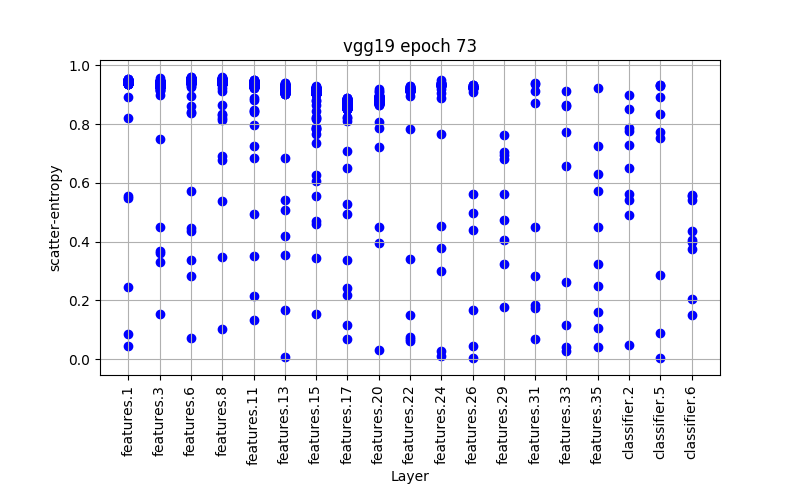 vgg19 epoch 73
scatter-entropy
1.0
0.8
0.6
0.4
0.2
0.0
features.1
features.3
features.6
features.8
features.11
features.13
features.15
features.17
features.20
features.22
features.24
features.26
features.29
features.31
features.33
features.35
classifier.2
classifier.5
classifier.6
Layer